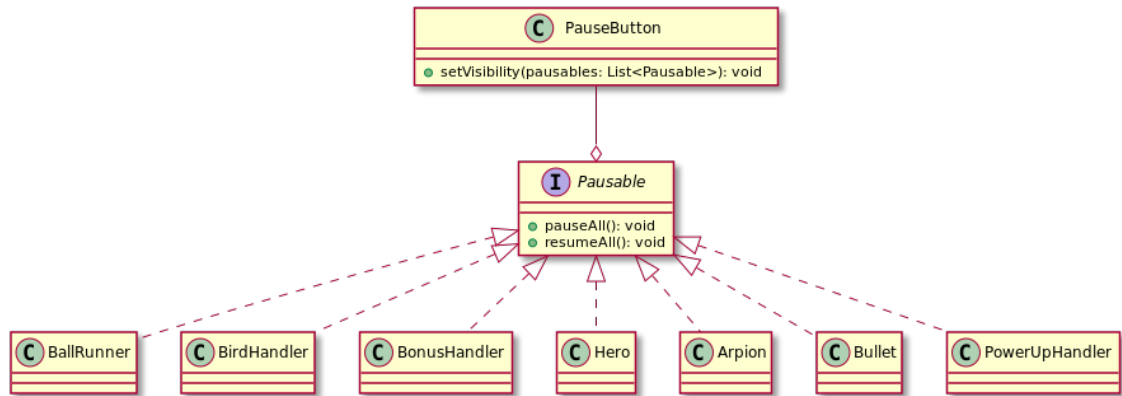 C PauseButton
setVisibility(pausables: List<Pausable>): void
I Pausable
pauseAll(): void
resumeAll(): void
C BallRunner
C BirdHandler
C BonusHandler
C Hero
C Arpion
C Bullet
C PowerUpHandler